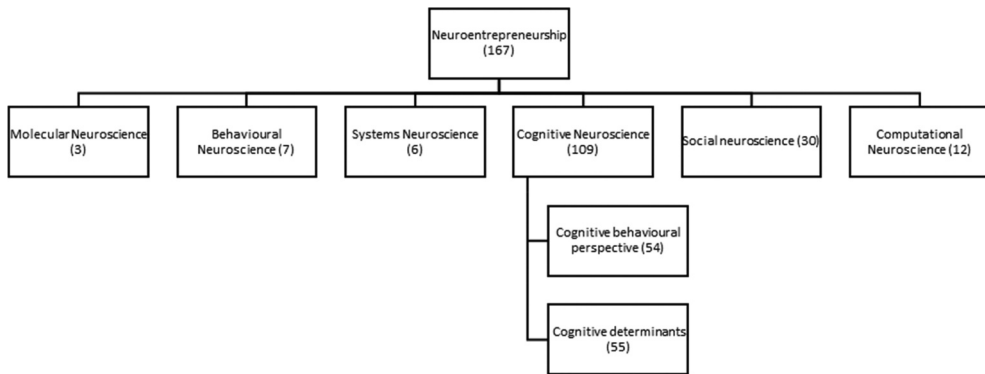 Neuroentrepreneurship
(167)
Molecular Neuroscience
(3)
Behavioural
Neuroscience (7)
Systems Neuroscience
(6)
Cognitive Neuroscience
(109)
Social neuroscience (30)
Computational
Neuroscience (12)
Cognitive behavioural
perspective (54)
Cognitive determinants
(55)